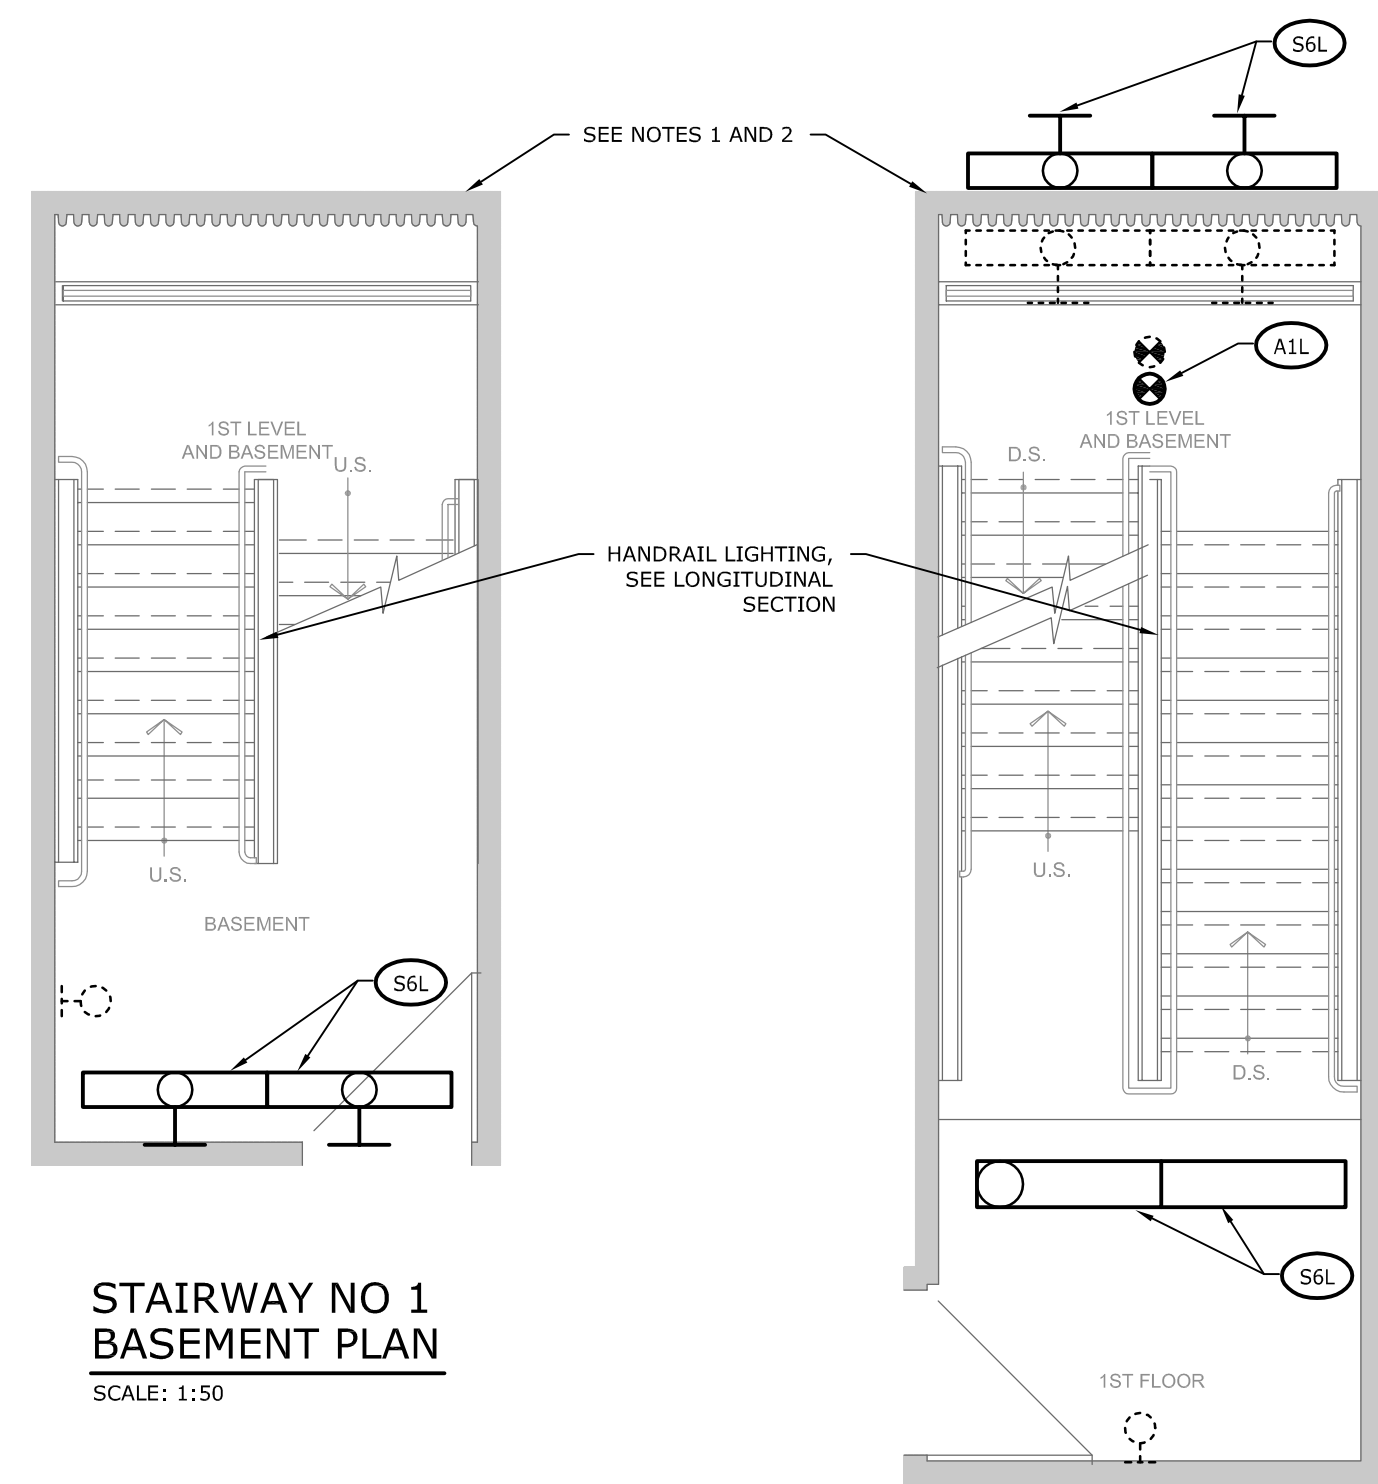 S6L
SEE NOTES 1 AND 2
A1L
1ST LEVEL
AND BASEMENT
U.S.
1ST LEVEL
AND BASEMENT
D.S.
HANDRAIL LIGHTING,
SEE LONGITUDINAL
SECTION
U.S.
U.S.
BASEMENT
S6L
D.S.
S6L
STAIRWAY NO 1
BASEMENT PLAN
SCALE: 1:50
1ST FLOOR